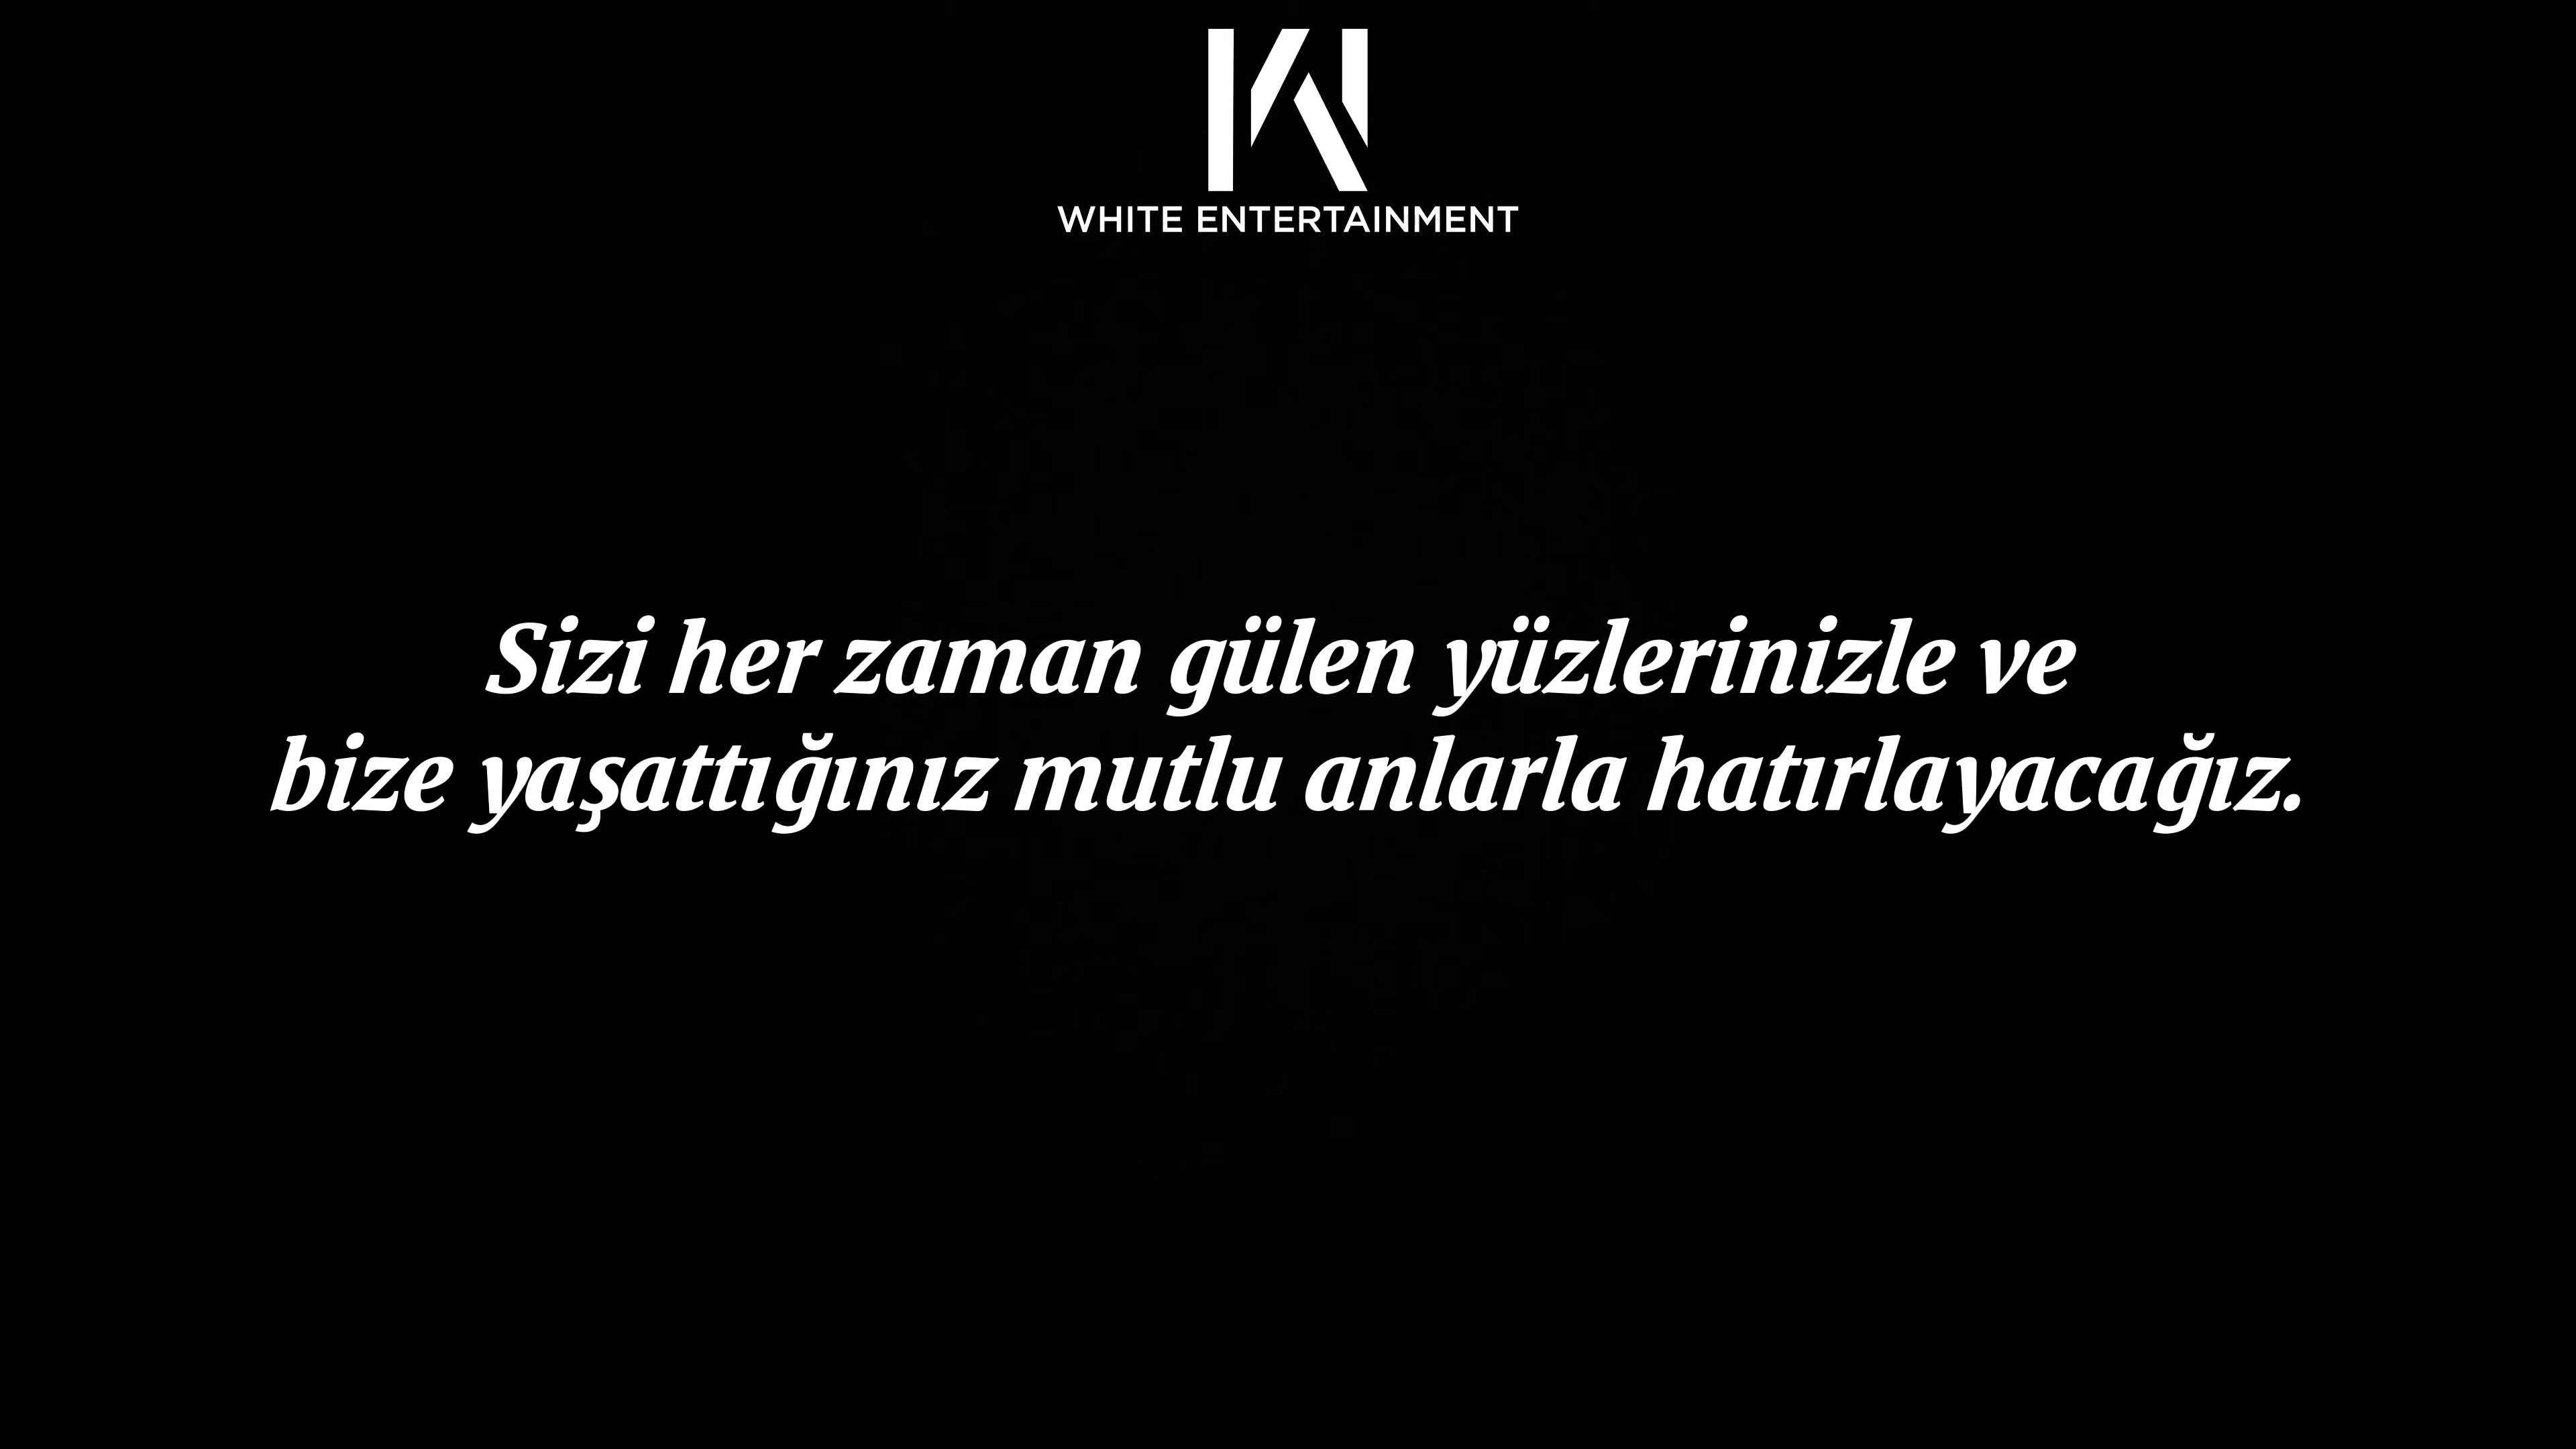 WHITE ENTERTAINMENT
Sizi her zaman gülen yüzlerinizle ve
bize yaşattığınız mutlu anlarla hatırlayacağız.